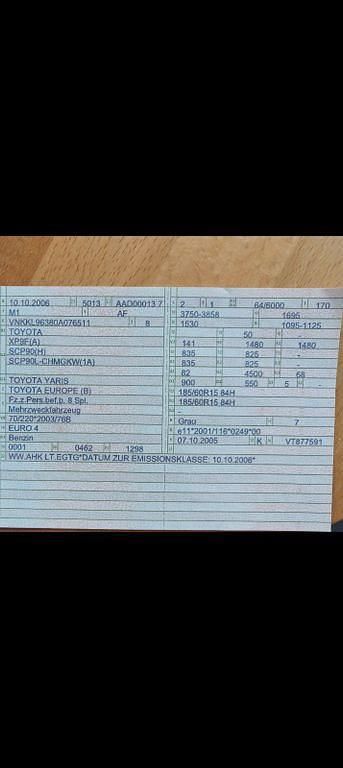 10.10.2006 5013 AAD00013 7
M1 AF
VNKKL96380A076511 8
TOYOTA
XP9F(A)
SCP90(H)
SCP90L-CHMGKW(1A)
TOYOTA YARIS
TOYOTA EUROPE (B)
Fz.z.Pers.bef.b. 8 Spl.
Mehrzweckfahrzeug
70/220*2003/76B
EURO 4
Benzin
0001 0462 1298
WW.AHK LT.EGTG*DATUM ZUR EMISSIONKLASSE: 10.10.2006*
2 1 64/6000 170
3750-3858 1695
1530 1095-1125
- 50 -
141 1480 1480
835 825 -
835 825 -
82 4500 68
900 550 5 -
185/60R15 84H
185/60R15 84H
-
Grau 7
e11*2001/116*0249*00
07.10.2005 K VT877591